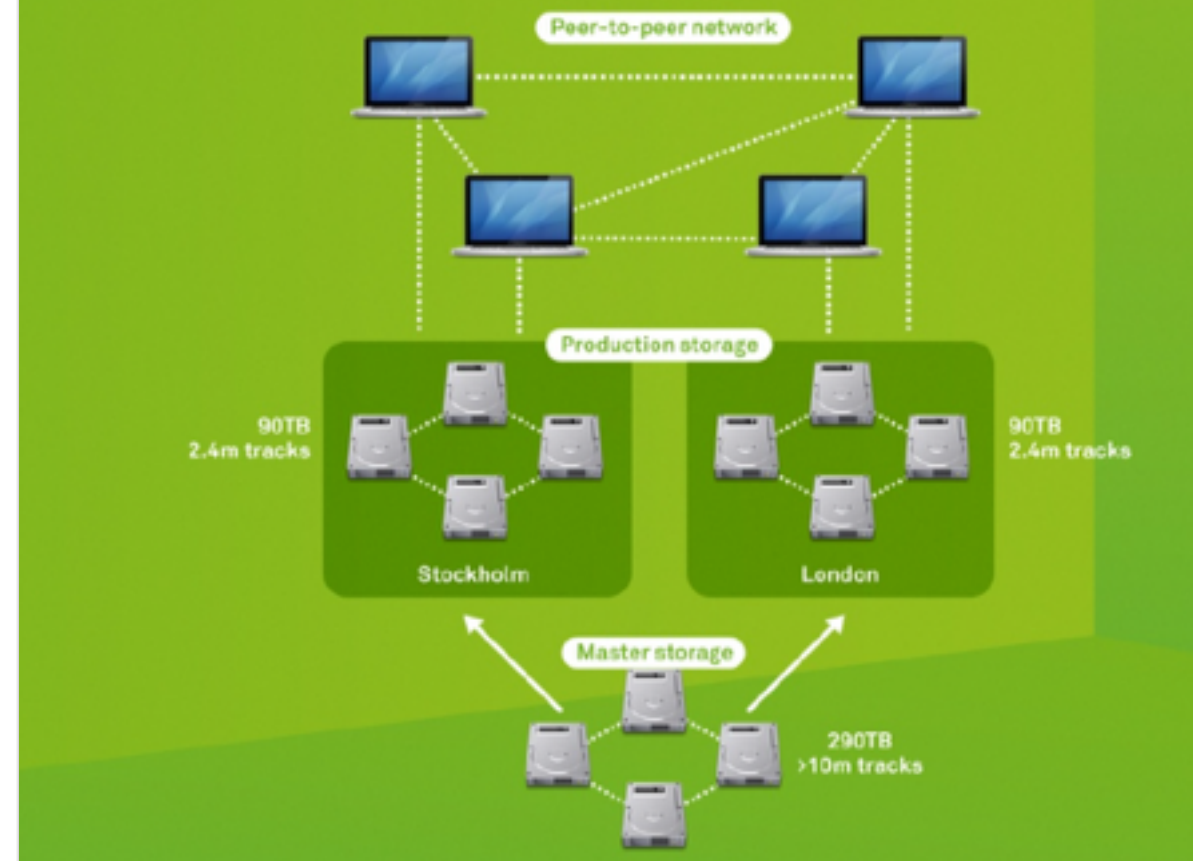 Peer-to-peer network
Production storage
90TB
2.4m tracks
90TB
2.4m tracks
Stockholm
London
Master storage
290TB
>10m tracks